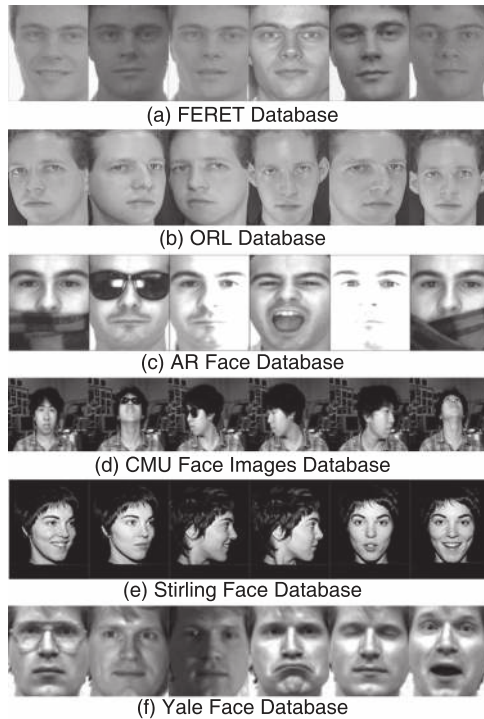 (a) FERET Database
(b) ORL Database
(c) AR Face Database
(d) CMU Face Images Database
(e) Stirling Face Database
(f) Yale Face Database